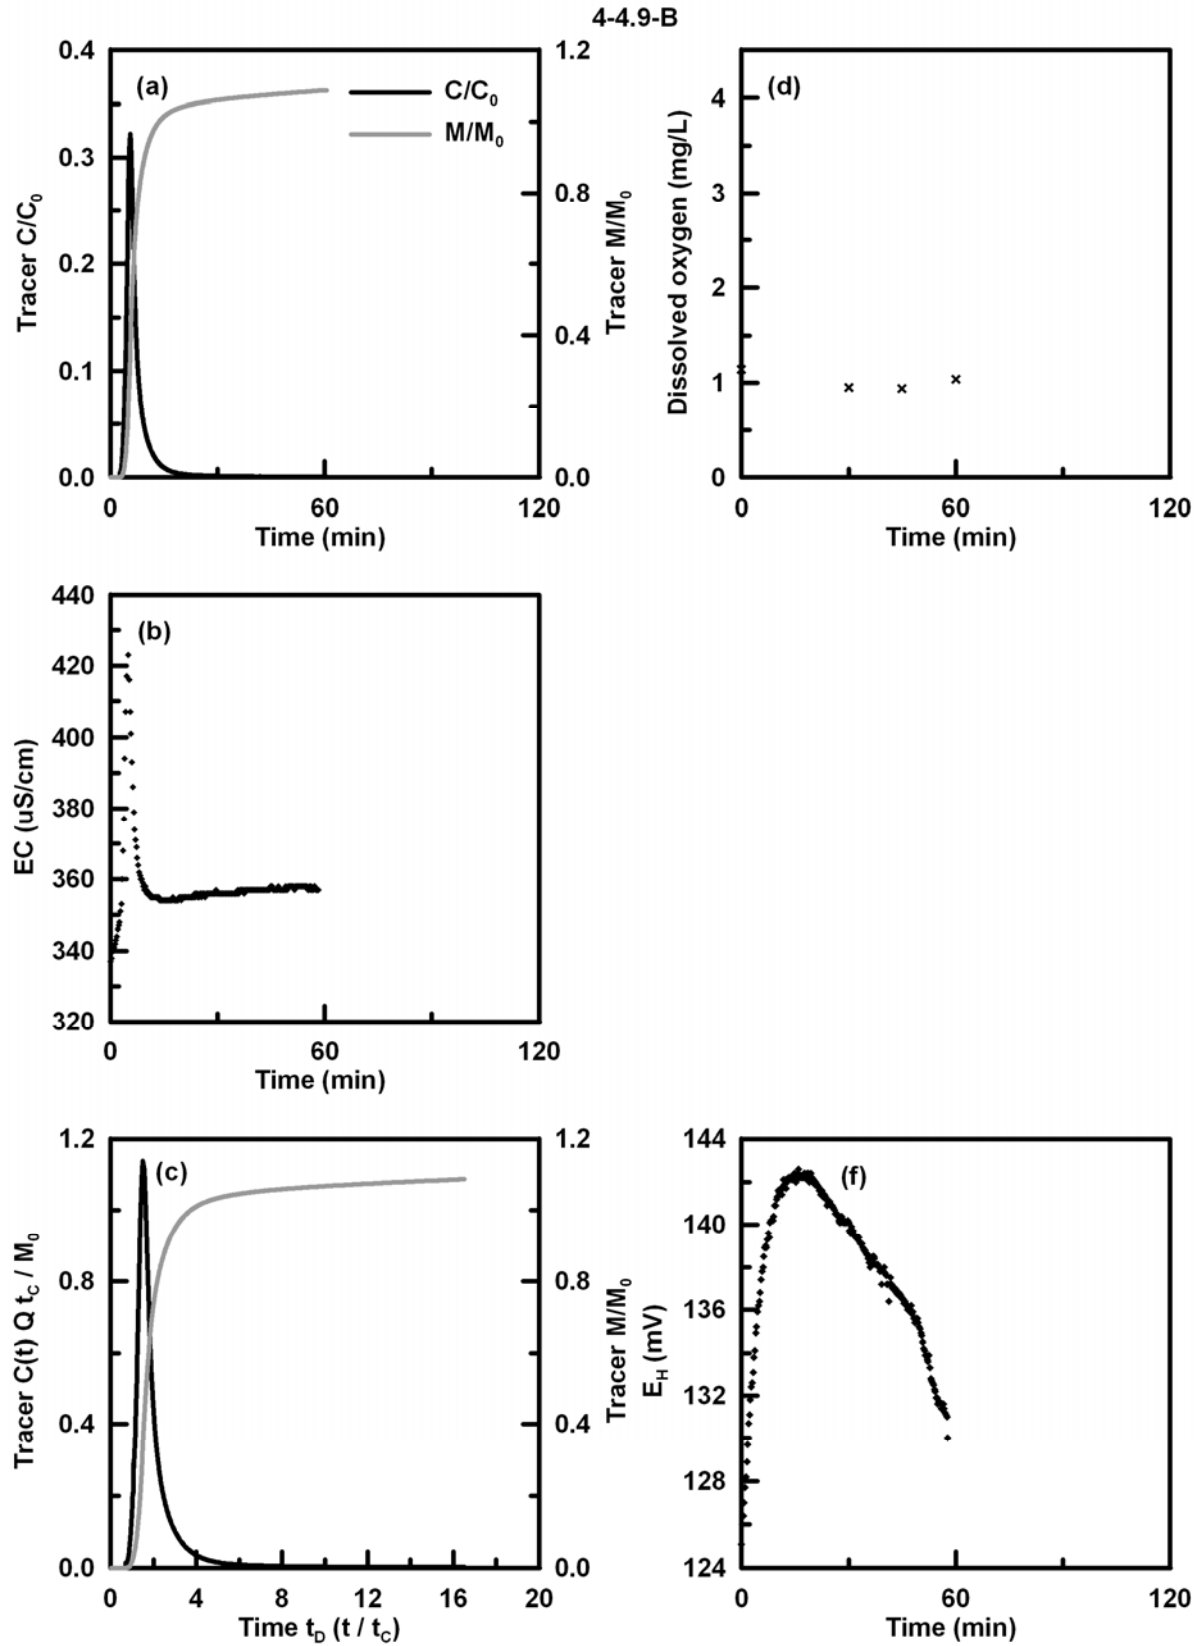 4-4.9-B
(a)
C/C₀
M/M₀
0.4
0.3
0.2
0.1
0.0
Tracer C/C₀
1.2
0.8
0.4
0.0
Tracer M/M₀
0
60
120
Time (min)
(d)
4
3
2
1
0
Dissolved oxygen (mg/L)
0
60
120
Time (min)
(b)
440
420
400
380
360
340
320
EC (uS/cm)
0
60
120
Time (min)
(c)
1.2
0.8
0.4
0.0
Tracer C(t) Q t_C / M₀
1.2
0.8
0.4
0.0
Tracer M/M₀
0
4
8
12
16
20
Time t_D (t / t_C)
(f)
144
140
136
132
128
124
E_H (mV)
0
60
120
Time (min)